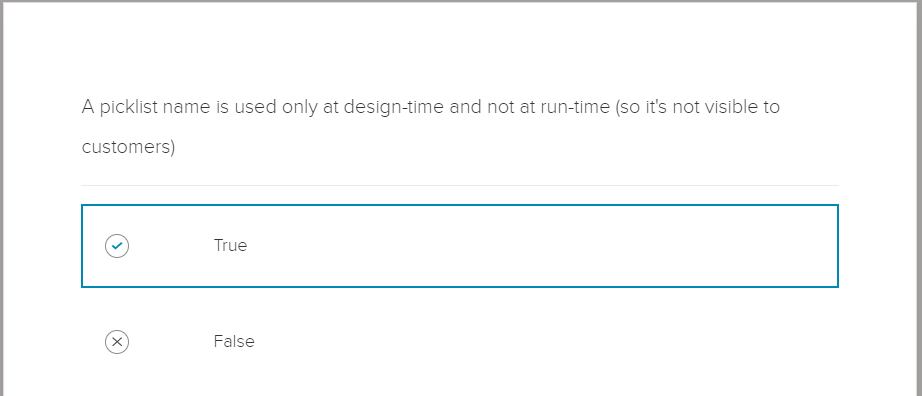 A picklist name is used only at design-time and not at run-time (so it's not visible to
customers)
True
False